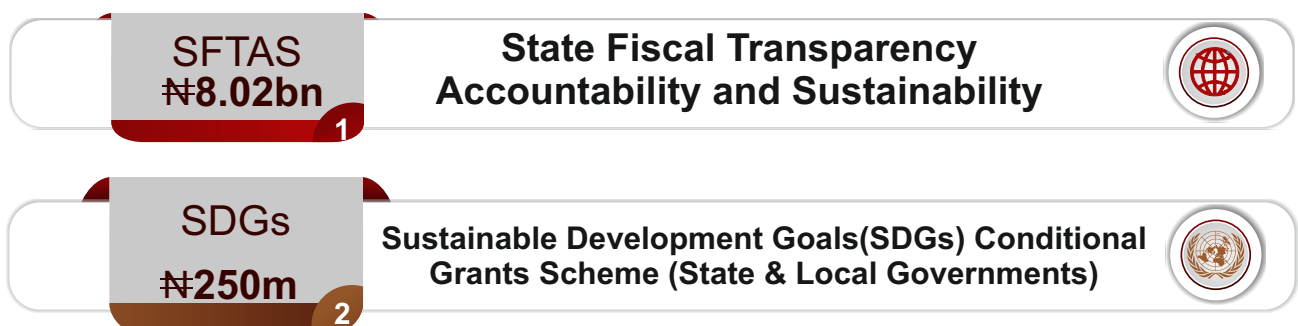 SFTAS
₦8.02bn
1
State Fiscal Transparency
Accountability and Sustainability
SDGs
₦250m
2
Sustainable Development Goals(SDGs) Conditional
Grants Scheme (State & Local Governments)